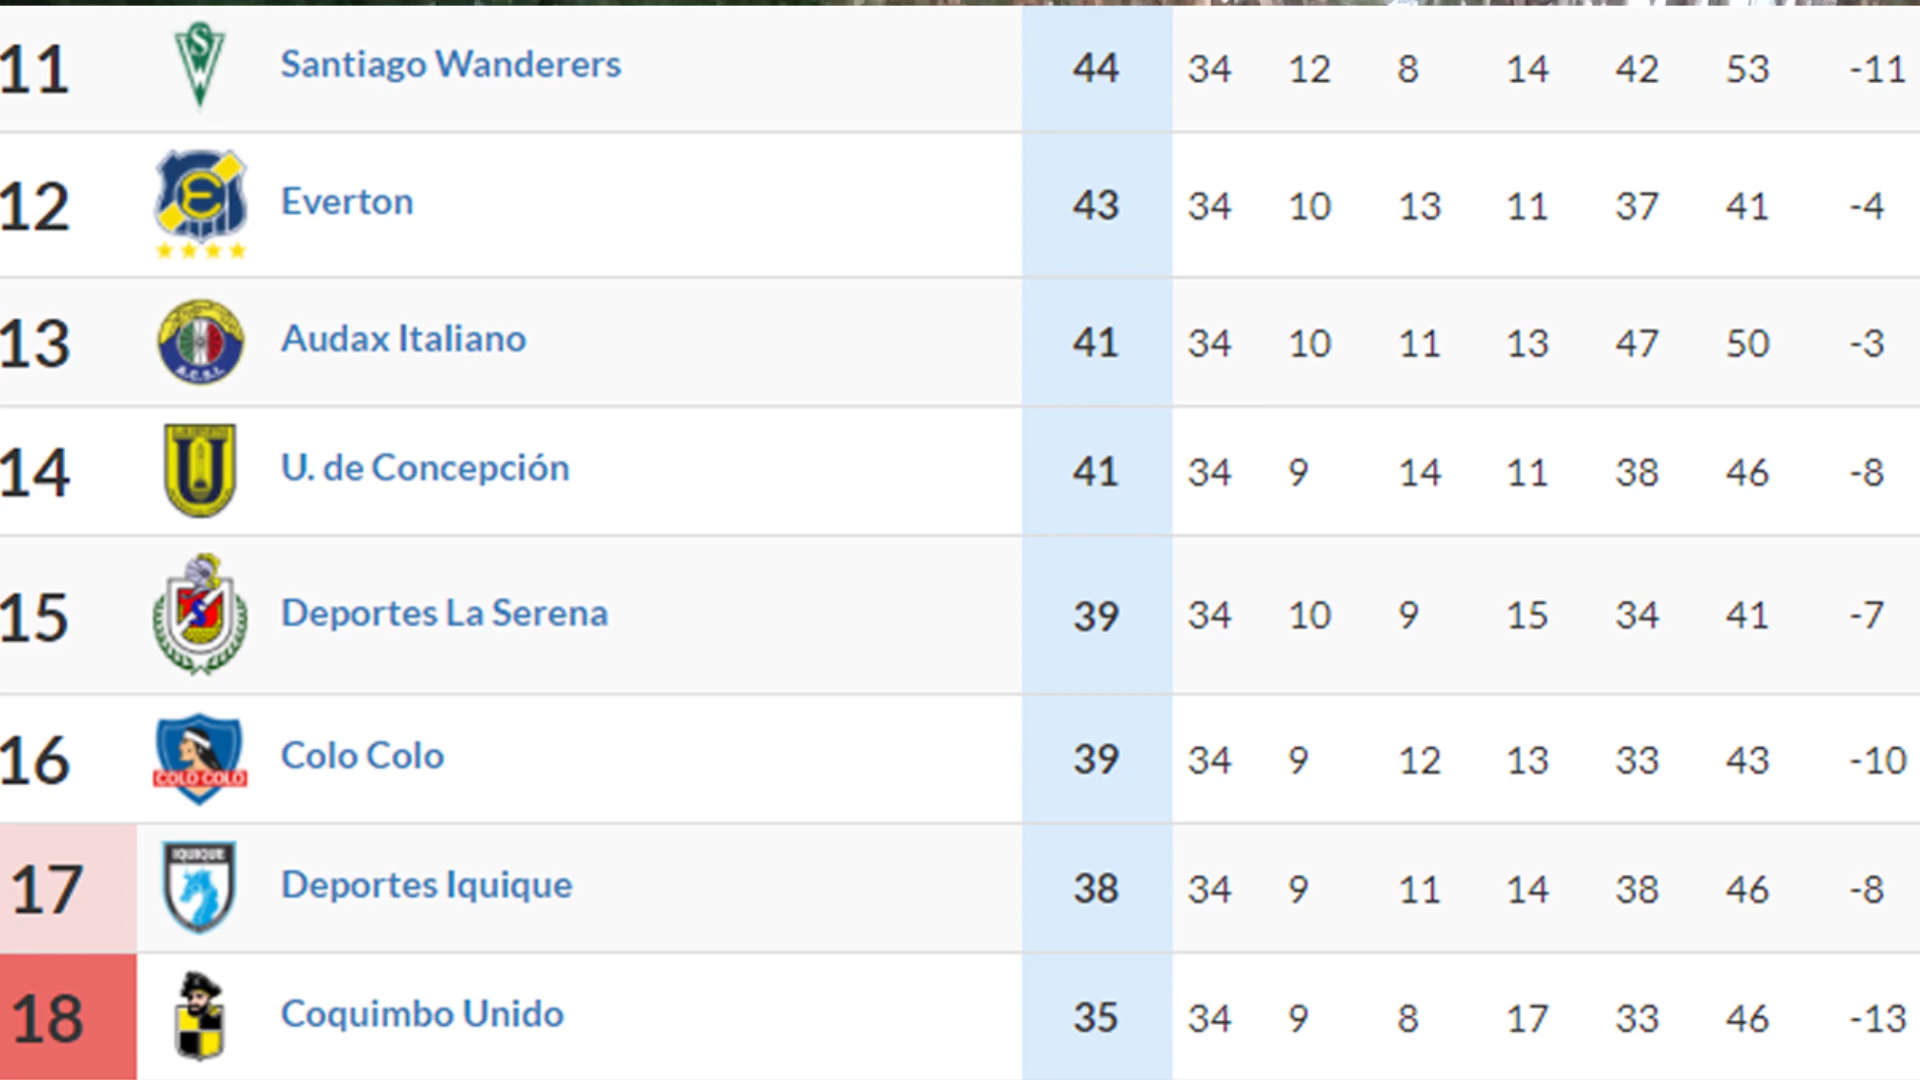 11 Santiago Wanderers 44 34 12 8 14 42 53 -11
12 Everton 43 34 10 13 11 37 41 -4
13 A.C.S.I. Audax Italiano 41 34 10 11 13 47 50 -3
14 U U. de Concepción 41 34 9 14 11 38 46 -8
15 Deportes La Serena 39 34 10 9 15 34 41 -7
16 COLO COLO Colo Colo 39 34 9 12 13 33 43 -10
17 IQUIQUE Deportes Iquique 38 34 9 11 14 38 46 -8
18 Coquimbo Unido 35 34 9 8 17 33 46 -13